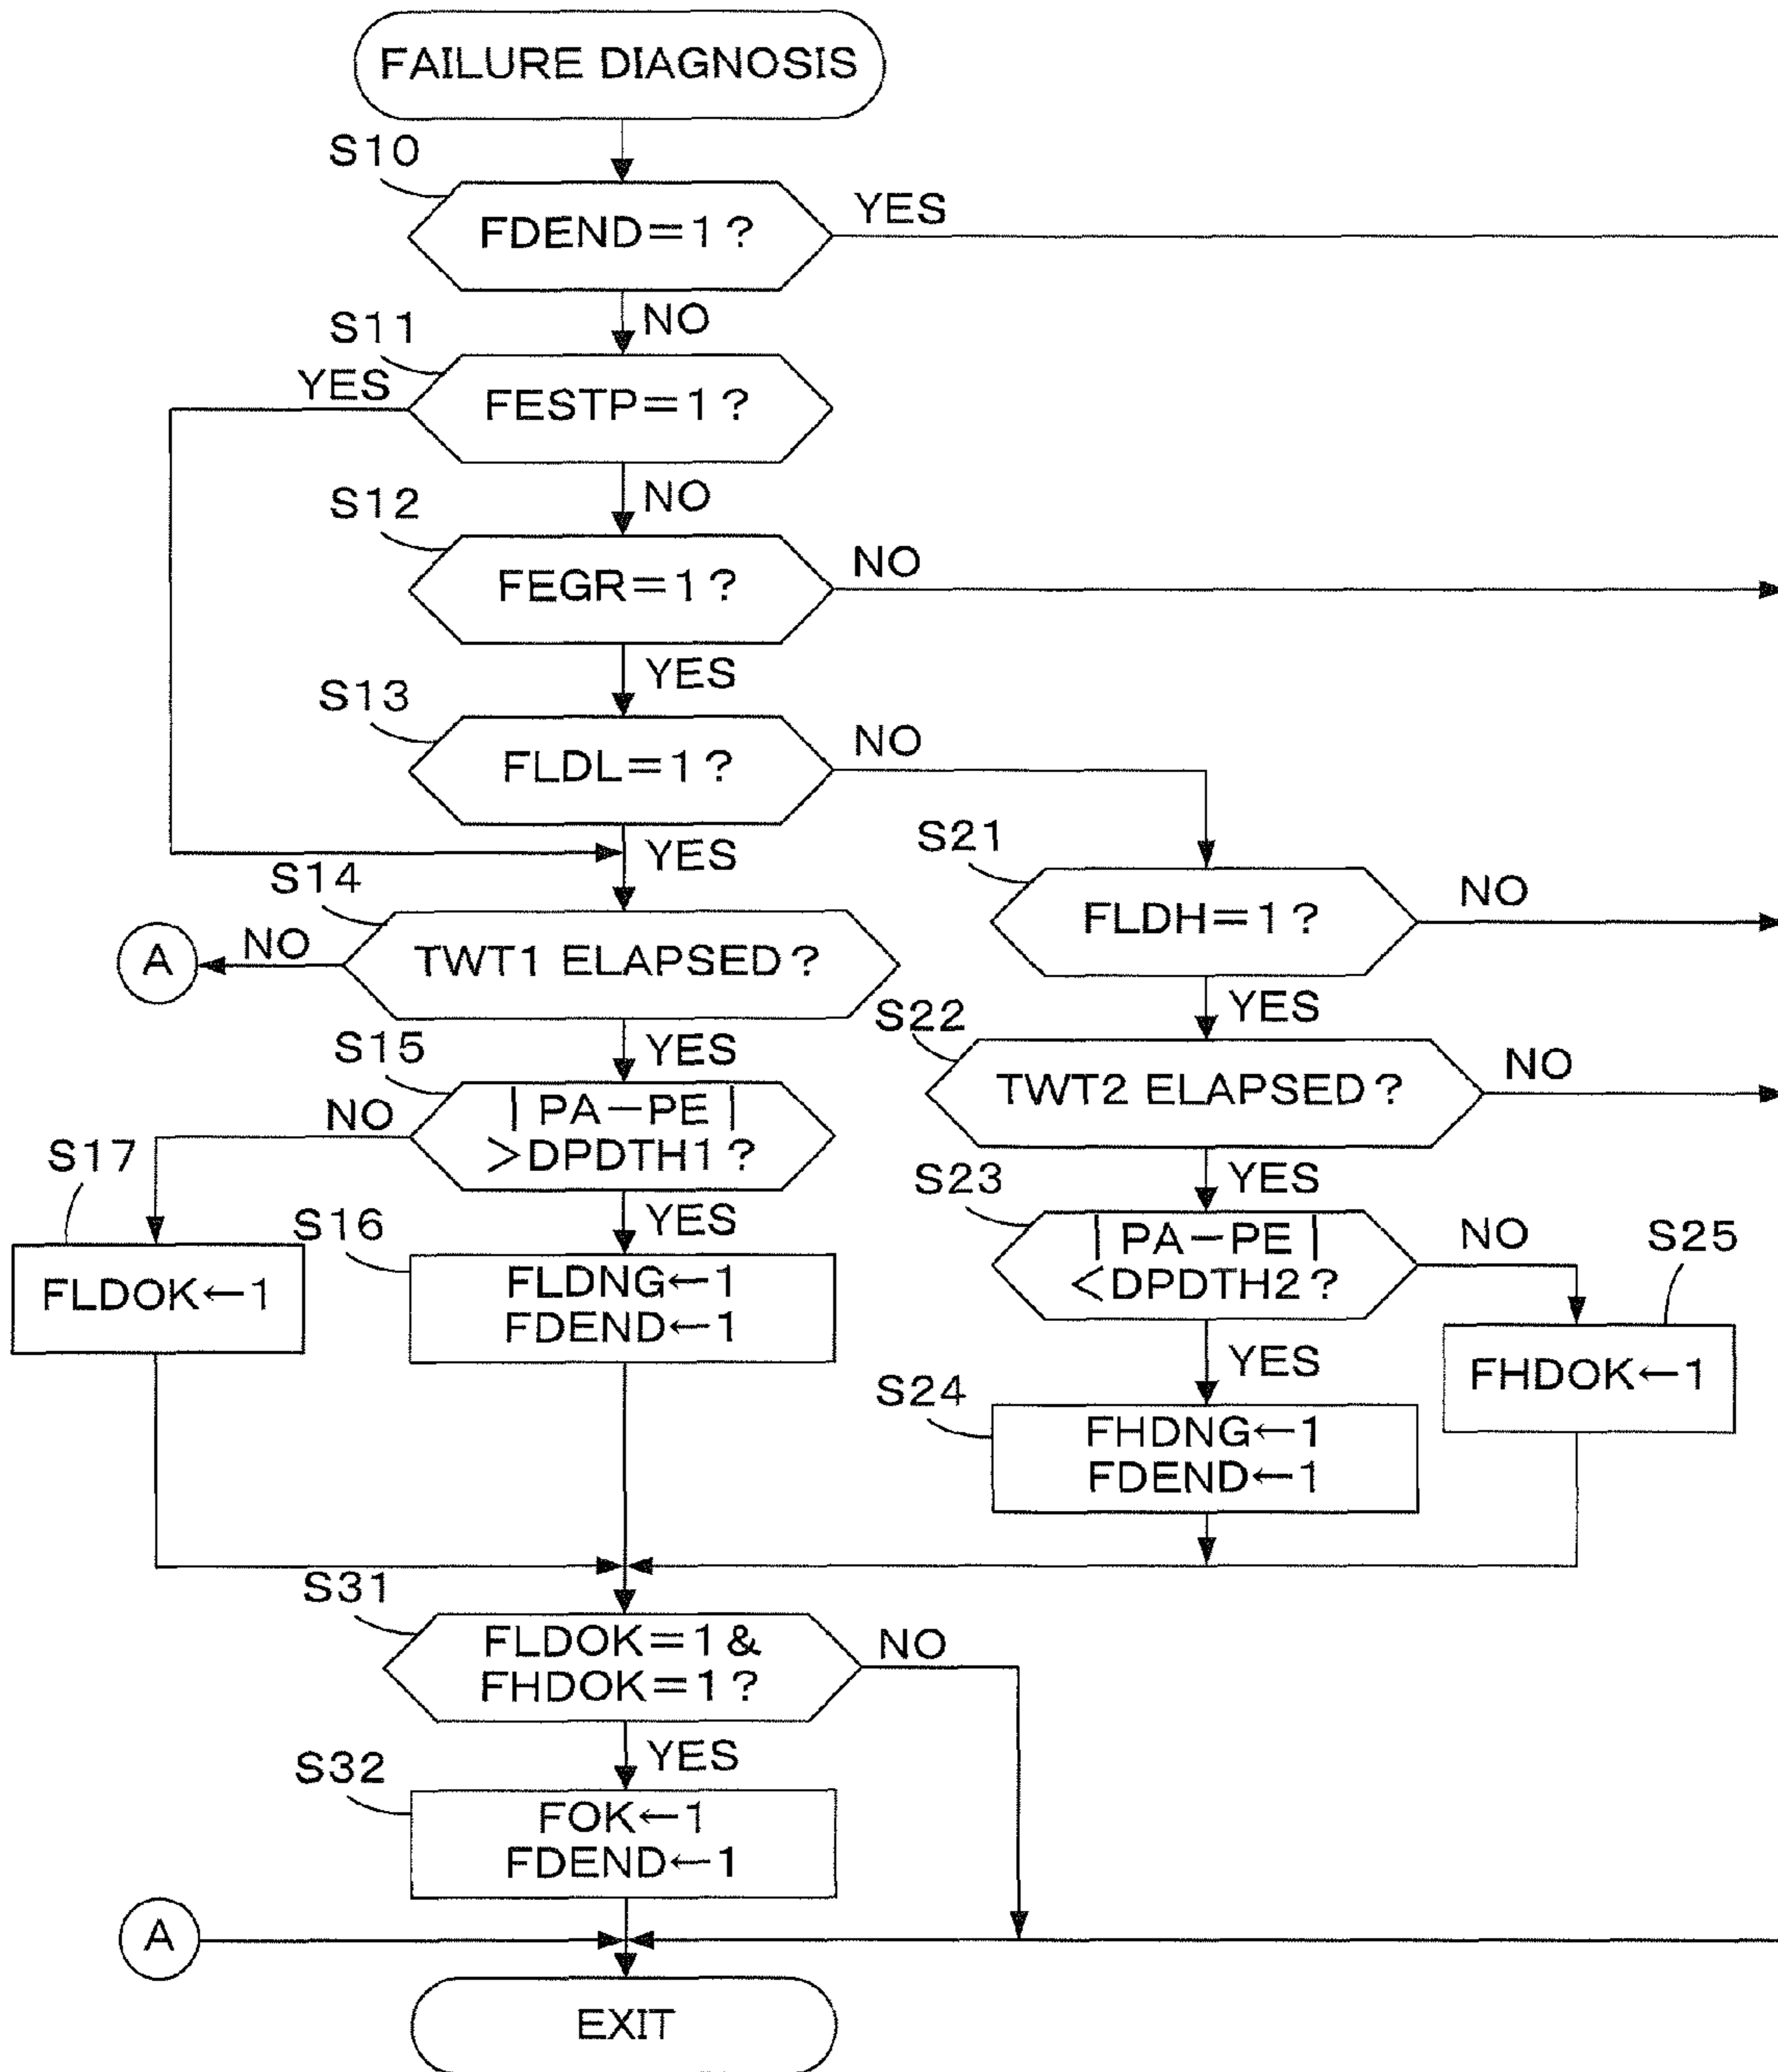 FAILURE DIAGNOSIS
S10
FDEND=1?
YES
NO
S11
YES
FESTP=1?
NO
S12
FEGR=1?
NO
YES
S13
FLDL=1?
NO
YES
S14
TWT1 ELAPSED?
NO
A
YES
S21
FLDH=1?
NO
YES
S22
TWT2 ELAPSED?
NO
YES
S15
|PA−PE|
>DPDTH1?
NO
YES
S17
FLDOK←1
S16
FLDNG←1
FDEND←1
S23
|PA−PE|
<DPDTH2?
NO
YES
S25
FHDOK←1
S24
FHDNG←1
FDEND←1
S31
FLDOK=1&
FHDOK=1?
NO
YES
S32
FOK←1
FDEND←1
A
EXIT